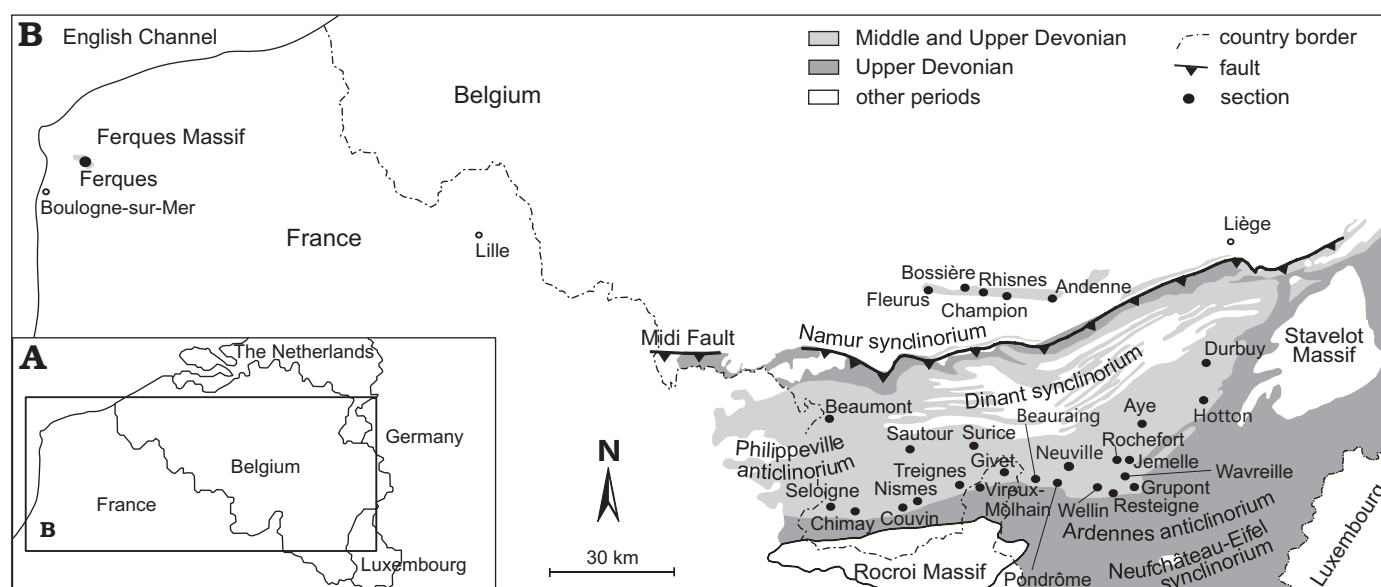 B
English Channel
Belgium
Middle and Upper Devonian
Upper Devonian
other periods
country border
fault
section
Ferques Massif
Ferques
Boulogne-sur-Mer
France
Lille
Liège
Bossière
Rhisnes
Andenne
Fleurus
Champion
Midi Fault
Namur synclinorium
Stavelot
Massif
Durbuy
Dinant synclinorium
Beauraing
Aye
Hotton
Beaumont
Sautour
Surice
Rochefort
Philippeville
anticlinorium
Givet
Neuville
Jemelle
Wavreille
Treignes
Seloigne
Nismes
Viroux-
Molhain
Grupont
Chimay
Couvin
Wellin
Resteigne
Ardennes anticlinorium
Neufchâteau-Eifel
synclinorium
Luxembourg
Rocroi Massif
Pondrôme
N
30 km
A
The Netherlands
Germany
Belgium
France
B
Luxembourg